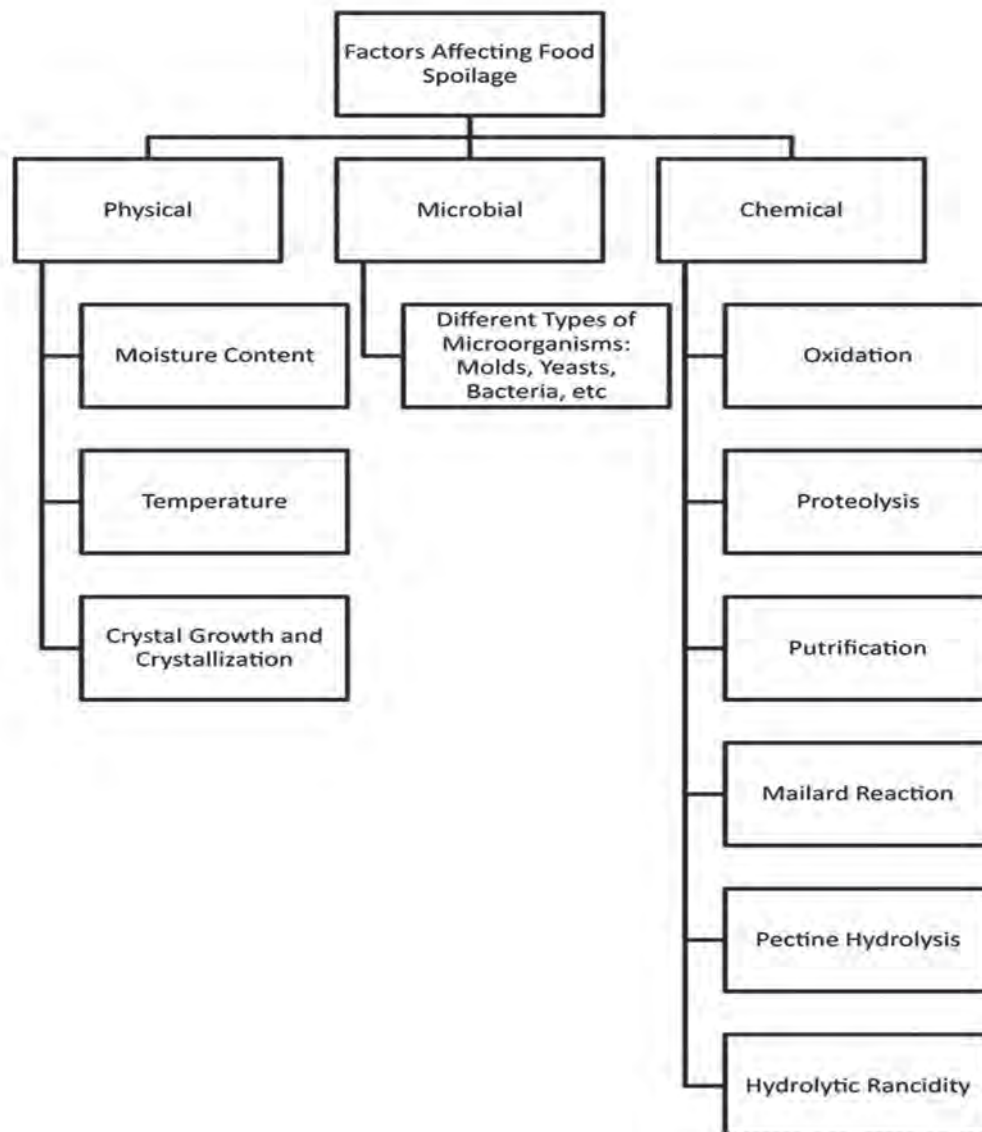 Factors Affecting Food
Spoilage
Physical
Microbial
Chemical
Moisture Content
Temperature
Crystal Growth and
Crystallization
Different Types of
Microorganisms:
Molds, Yeasts,
Bacteria, etc
Oxidation
Proteolysis
Putrification
Mailard Reaction
Pectine Hydrolysis
Hydrolytic Rancidity